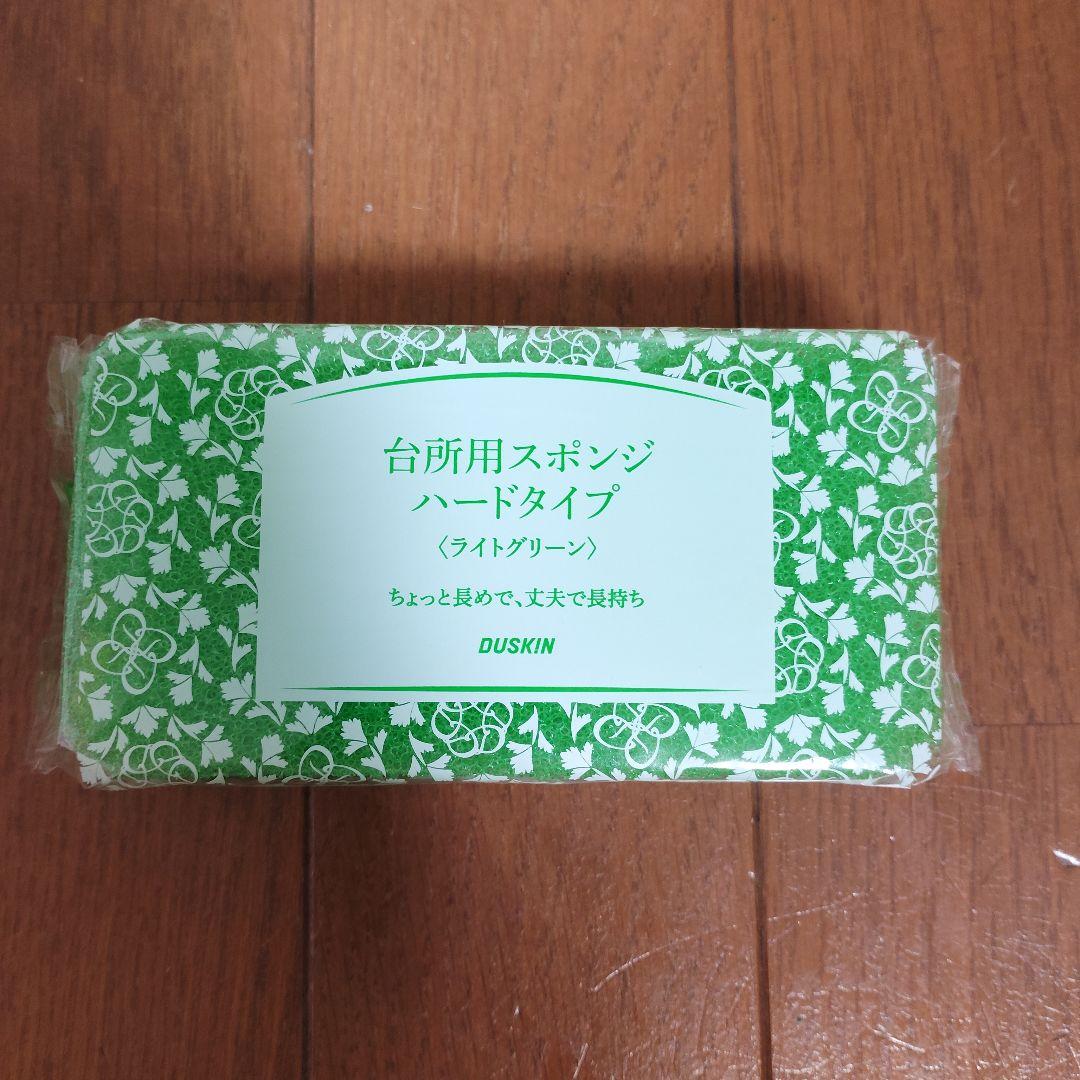 台所用スポンジ
ハードタイプ
〈ライトグリーン〉
ちょっと長めで、丈夫で長持ち
DUSKIN